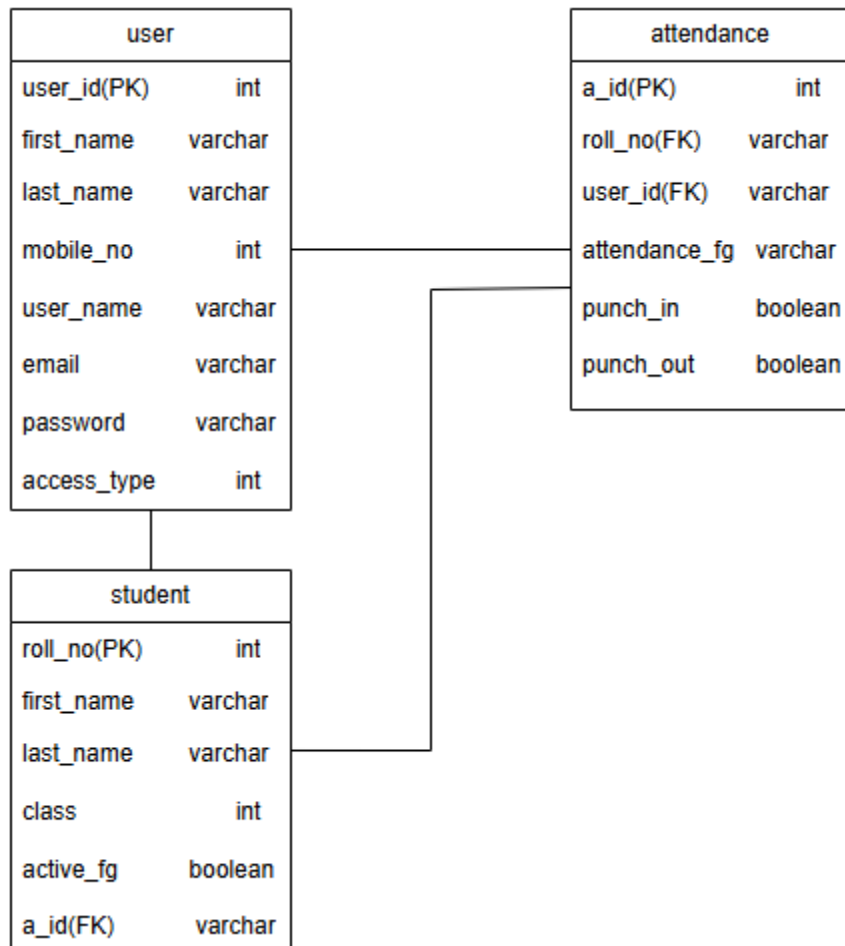 user
user_id(PK) int
first_name varchar
last_name varchar
mobile_no int
user_name varchar
email varchar
password varchar
access_type int
attendance
a_id(PK) int
roll_no(FK) varchar
user_id(FK) varchar
attendance_fg varchar
punch_in boolean
punch_out boolean
student
roll_no(PK) int
first_name varchar
last_name varchar
class int
active_fg boolean
a_id(FK) varchar